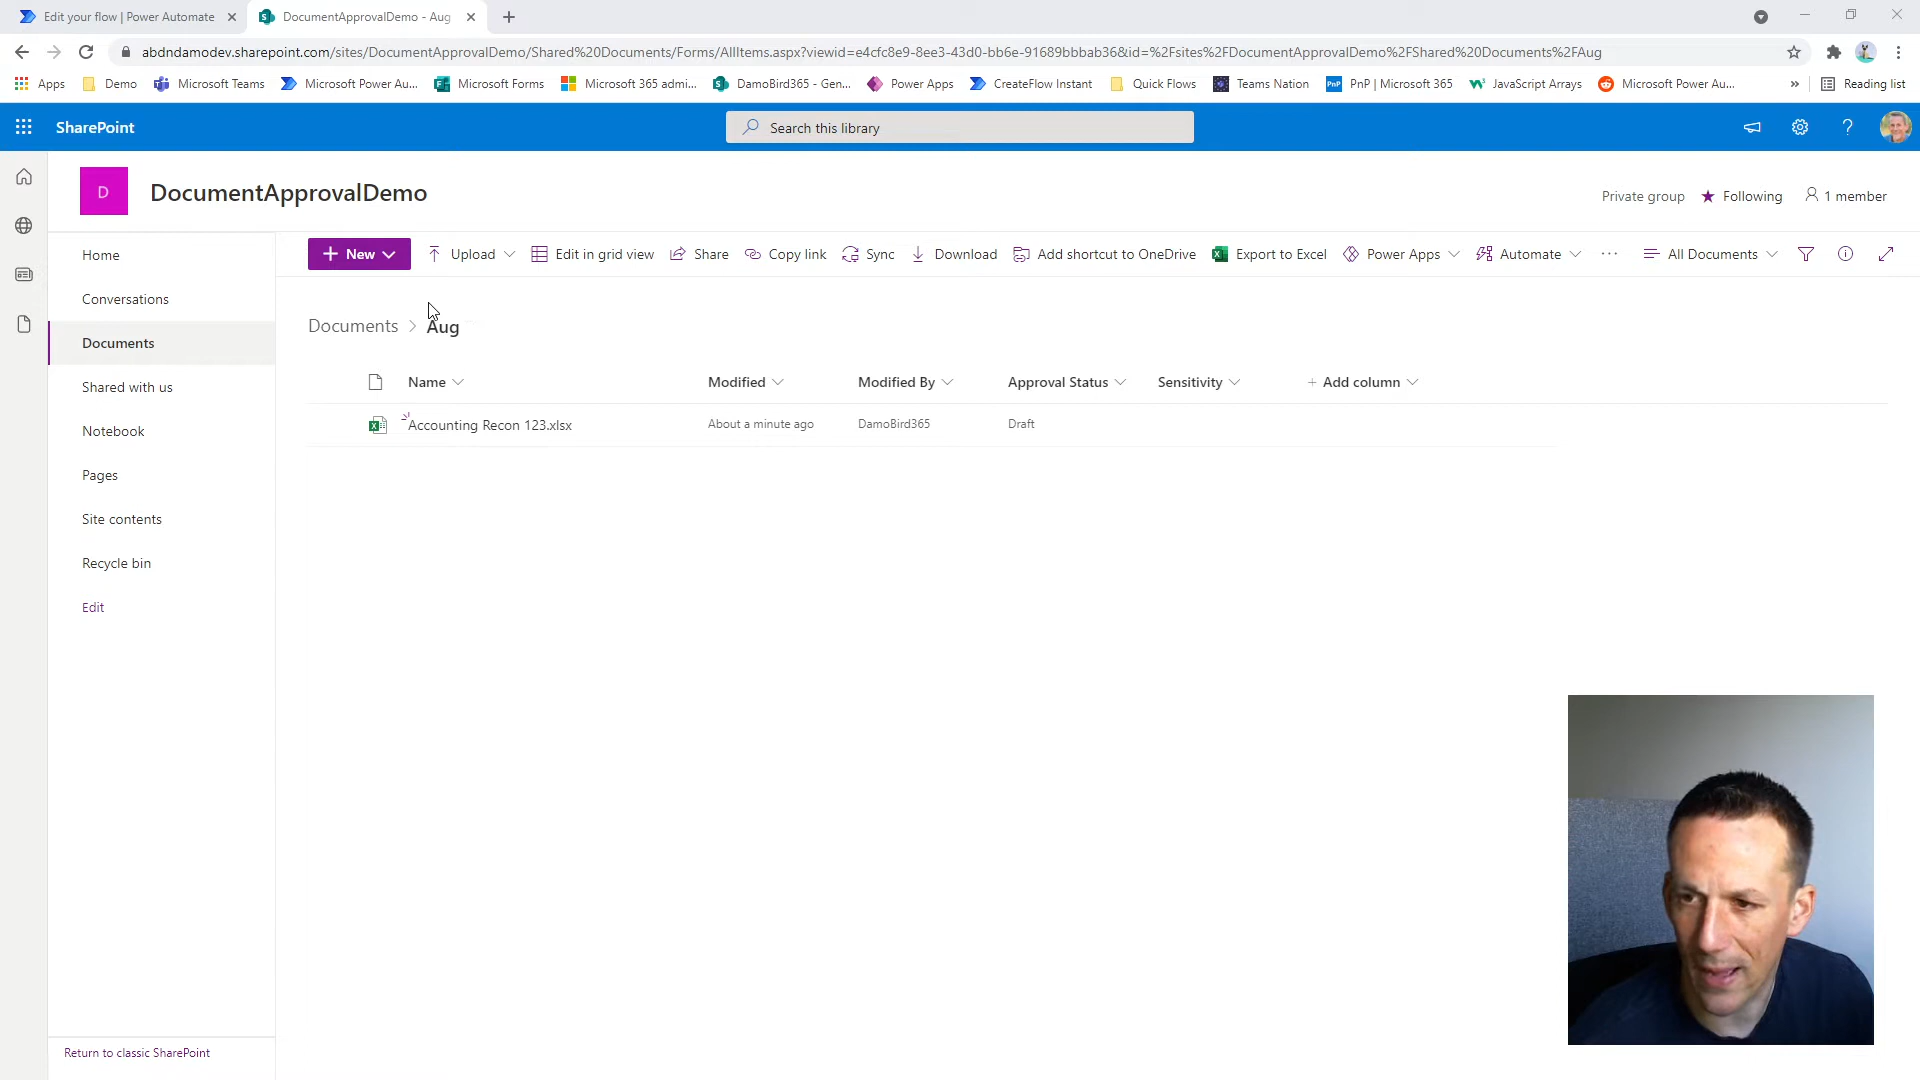 Edit your flow | Power Automate
DocumentApprovalDemo - Aug
abdndamodev.sharepoint.com/sites/DocumentApprovalDemo/Shared%20Documents/Forms/AllItems.aspx?viewid=e4cfc8e9-8ee3-43d0-bb6e-91689bbbab36&id=%2Fsites%2FDocumentApprovalDemo%2FShared%20Documents%2FAug
Apps Demo Microsoft Teams Microsoft Power Au... Microsoft Forms Microsoft 365 admi... DamoBird365 - Gen... Power Apps CreateFlow Instant Quick Flows Teams Nation PnP PnP | Microsoft 365 JavaScript Arrays Microsoft Power Au... » Reading list
SharePoint
Search this library
D
DocumentApprovalDemo
Private group Following 1 member
+ New Upload Edit in grid view Share Copy link Sync Download Add shortcut to OneDrive Export to Excel Power Apps Automate ... All Documents
Home
Conversations
Documents
Shared with us
Notebook
Pages
Site contents
Recycle bin
Edit
Return to classic SharePoint
Documents > Aug
Name Modified Modified By Approval Status Sensitivity + Add column
Accounting Recon 123.xlsx About a minute ago DamoBird365 Draft